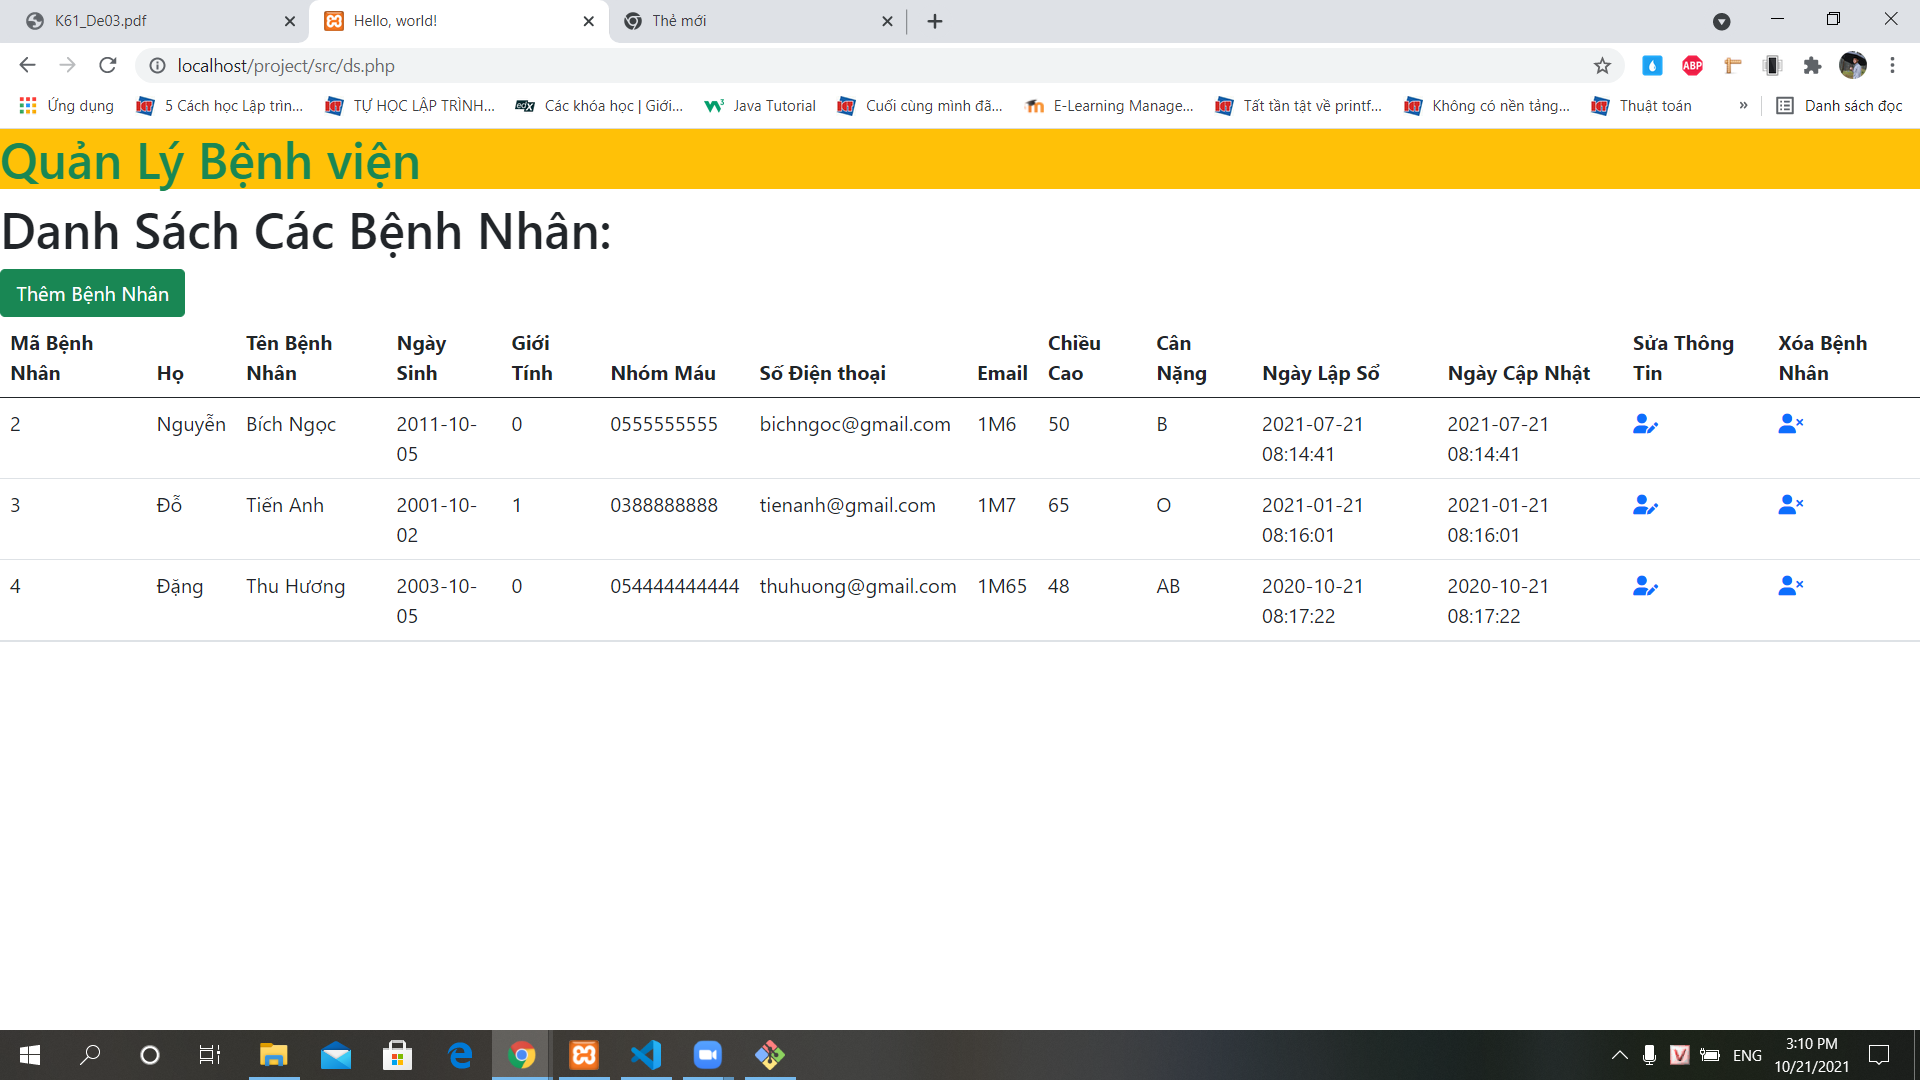 K61_De03.pdf
Hello, world!
Thẻ mới
localhost/project/src/ds.php
ABP
Ứng dụng
5 Cách học Lập trìn...
TỰ HỌC LẬP TRÌNH...
edX
Các khóa học | Giới...
Java Tutorial
Cuối cùng mình đã...
E-Learning Manage...
Tất tần tật về printf...
Không có nền tảng...
Thuật toán
»
Danh sách đọc
Quản Lý Bệnh viện
Danh Sách Các Bệnh Nhân:
Thêm Bệnh Nhân
Mã Bệnh Nhân Họ Tên Bệnh Nhân Ngày Sinh Giới Tính Nhóm Máu Số Điện thoại Email Chiều Cao Cân Nặng Ngày Lập Sổ Ngày Cập Nhật Sửa Thông Tin Xóa Bệnh Nhân
2 Nguyễn Bích Ngọc 2011-10-05 0 0555555555 bichngoc@gmail.com 1M6 50 B 2021-07-21 08:14:41 2021-07-21 08:14:41
3 Đỗ Tiến Anh 2001-10-02 1 0388888888 tienanh@gmail.com 1M7 65 O 2021-01-21 08:16:01 2021-01-21 08:16:01
4 Đặng Thu Hương 2003-10-05 0 054444444444 thuhuong@gmail.com 1M65 48 AB 2020-10-21 08:17:22 2020-10-21 08:17:22
V
ENG
3:10 PM
10/21/2021